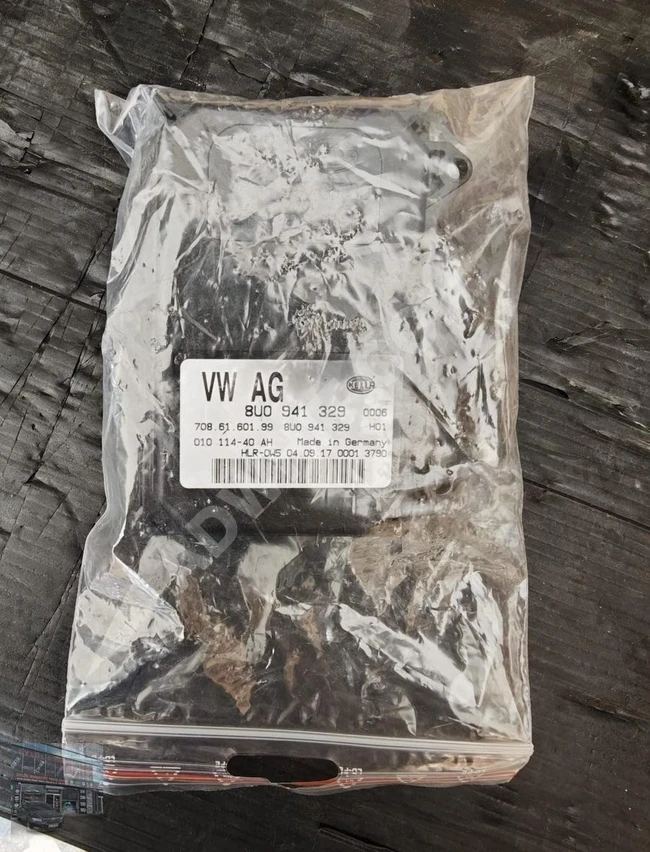 VW AG
HELLA
8U0 941 329 0006
708.61.601.99 8U0 941 329 H01
010 114-40 AH Made in Germany
HLR-0W5 04.09.17 0001 3790